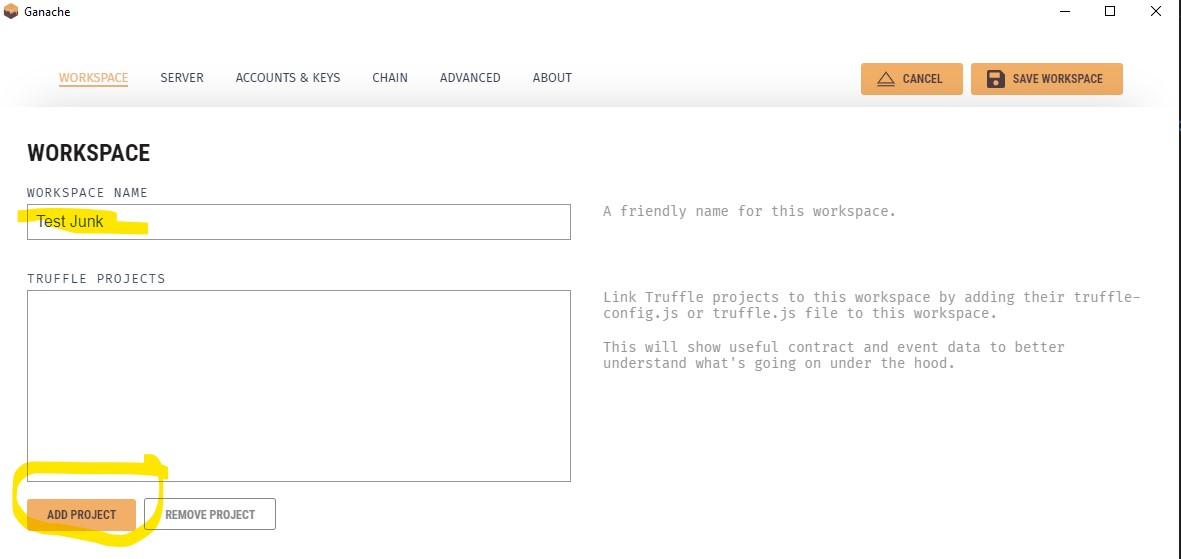 Ganache
WORKSPACE SERVER ACCOUNTS & KEYS CHAIN ADVANCED ABOUT CANCEL SAVE WORKSPACE
WORKSPACE
WORKSPACE NAME
Test Junk
A friendly name for this workspace.
TRUFFLE PROJECTS
Link Truffle projects to this workspace by adding their truffle-
config.js or truffle.js file to this workspace.
This will show useful contract and event data to better
understand what's going on under the hood.
ADD PROJECT REMOVE PROJECT